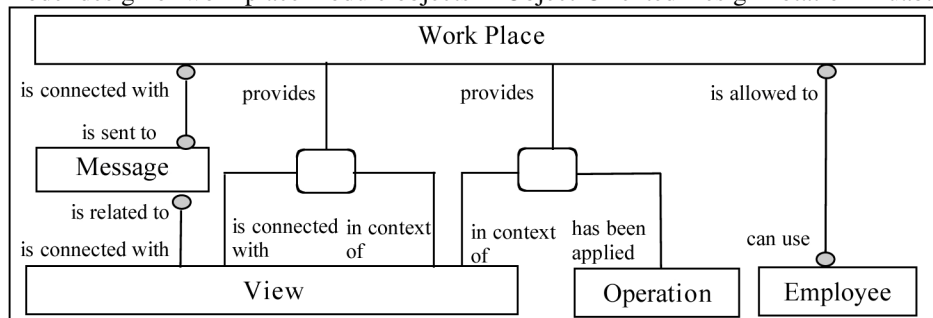 Work Place
is connected with
provides
provides
is allowed to
is sent to
Message
is related to
is connected with
is connected with
in context of
in context of
has been applied
can use
View
Operation
Employee